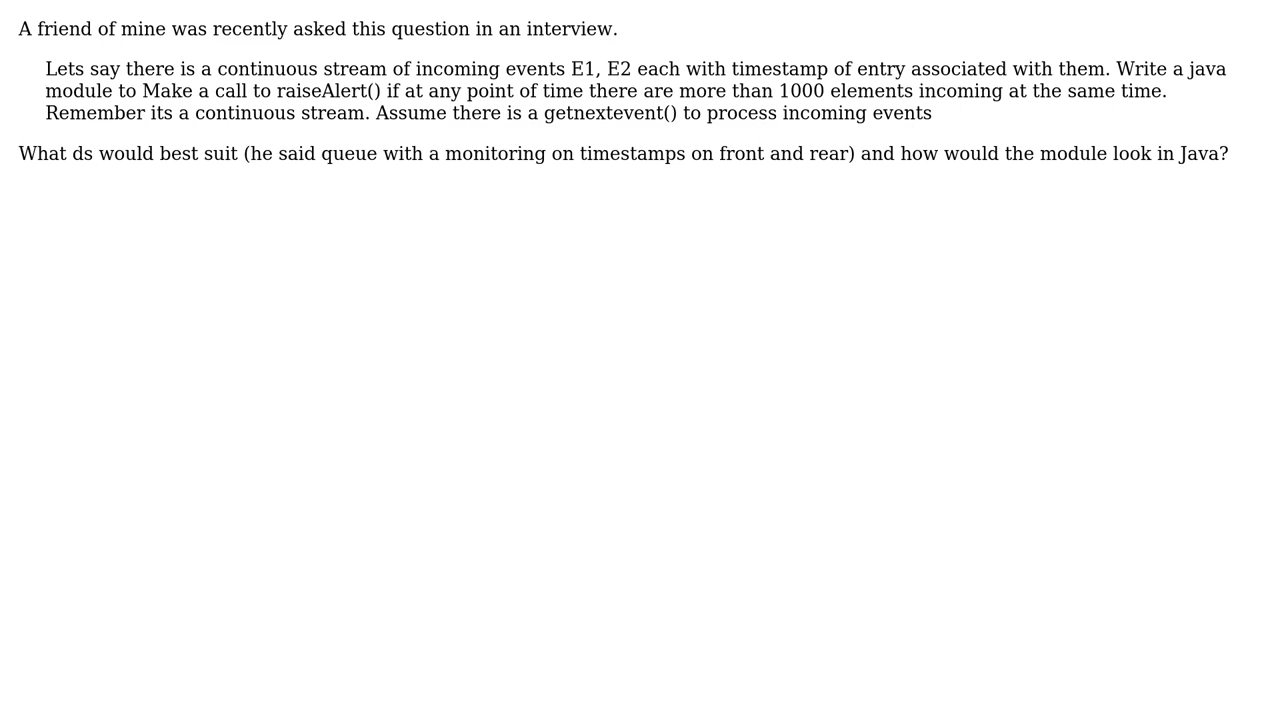 A friend of mine was recently asked this question in an interview.
Lets say there is a continuous stream of incoming events E1, E2 each with timestamp of entry associated with them. Write a java
module to Make a call to raiseAlert() if at any point of time there are more than 1000 elements incoming at the same time.
Remember its a continuous stream. Assume there is a getnextevent() to process incoming events
What ds would best suit (he said queue with a monitoring on timestamps on front and rear) and how would the module look in Java?